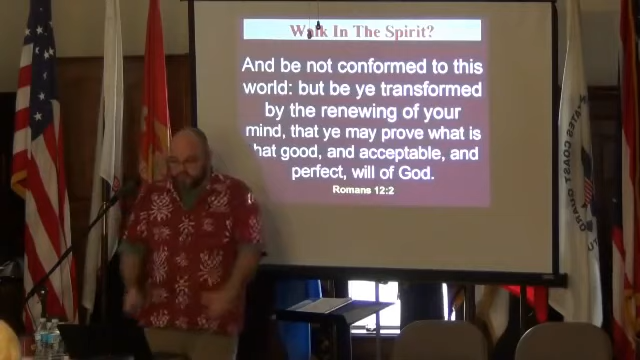 Walk In The Spirit?
And be not conformed to this
world: but be ye transformed
by the renewing of your
mind, that ye may prove what is
hat good, and acceptable, and
perfect, will of God.
Romans 12:2